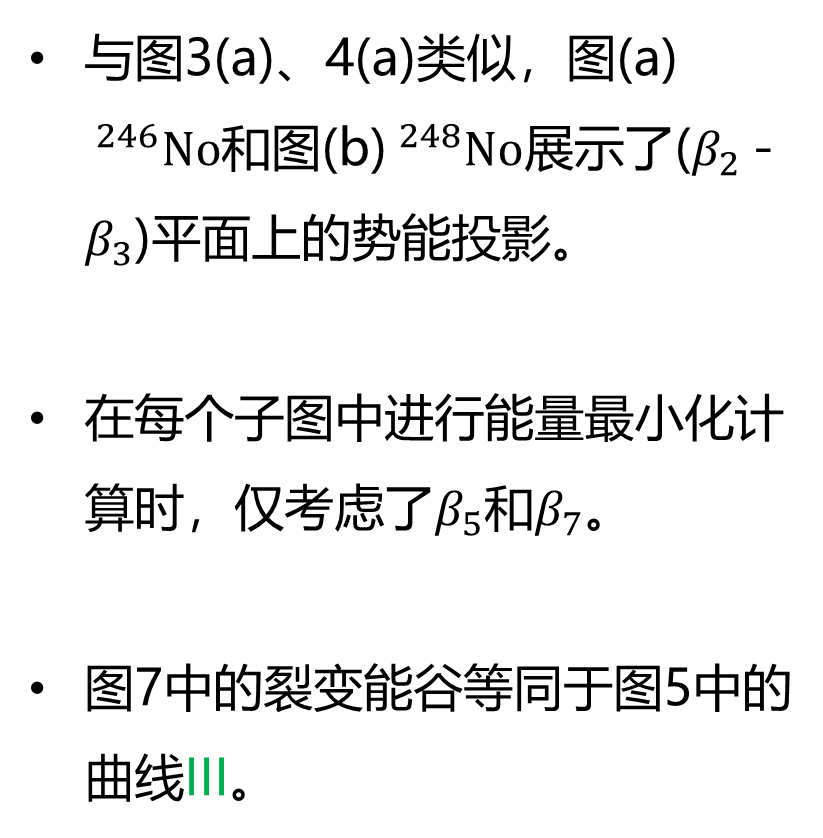 • 与图3(a)、4(a)类似，图(a)
²⁴⁶No和图(b) ²⁴⁸No展示了(β₂ -
β₃)平面上的势能投影。
• 在每个子图中进行能量最小化计
算时，仅考虑了β₅和β₇。
• 图7中的裂变能谷等同于图5中的
曲线III。